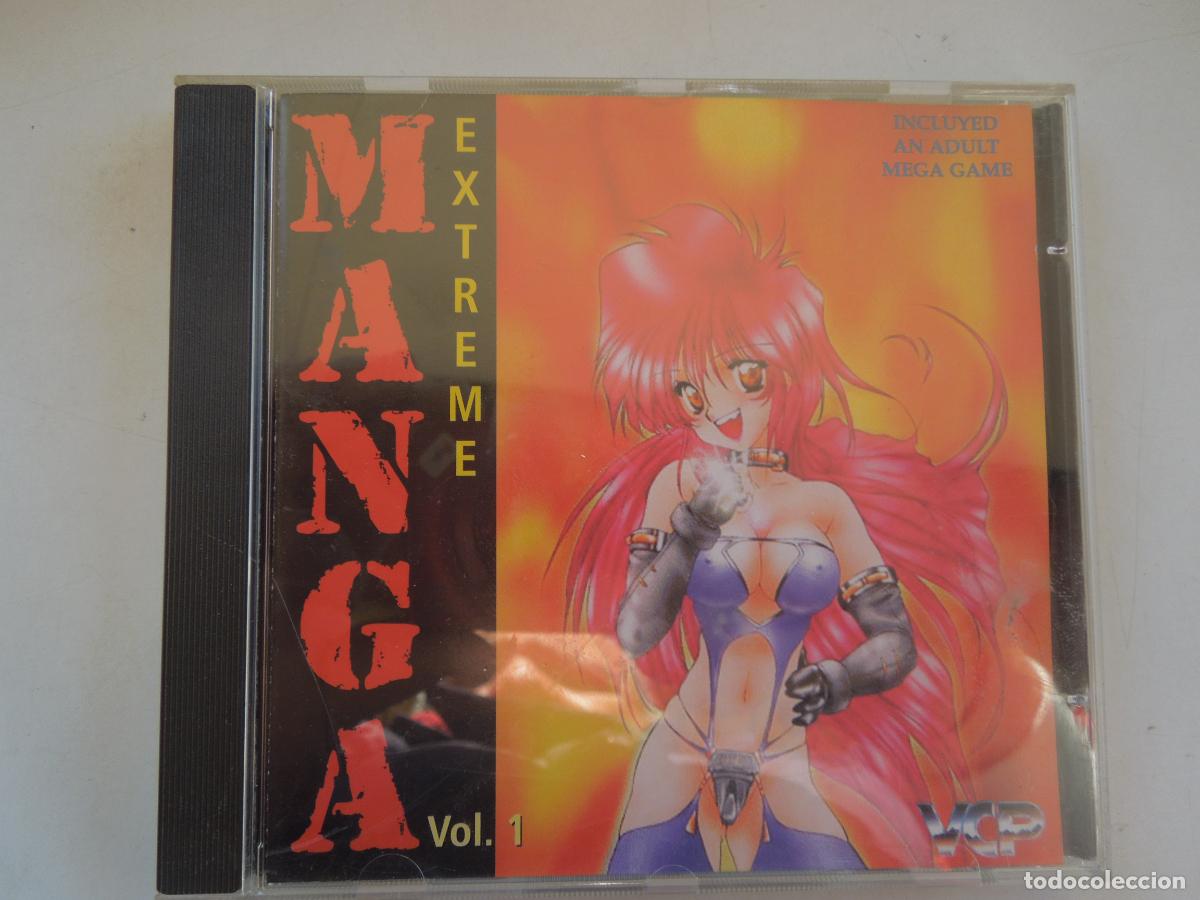 MANGA
EXTREME
INCLUYED
AN ADULT
MEGA GAME
Vol. 1
VCP
todocoleccion